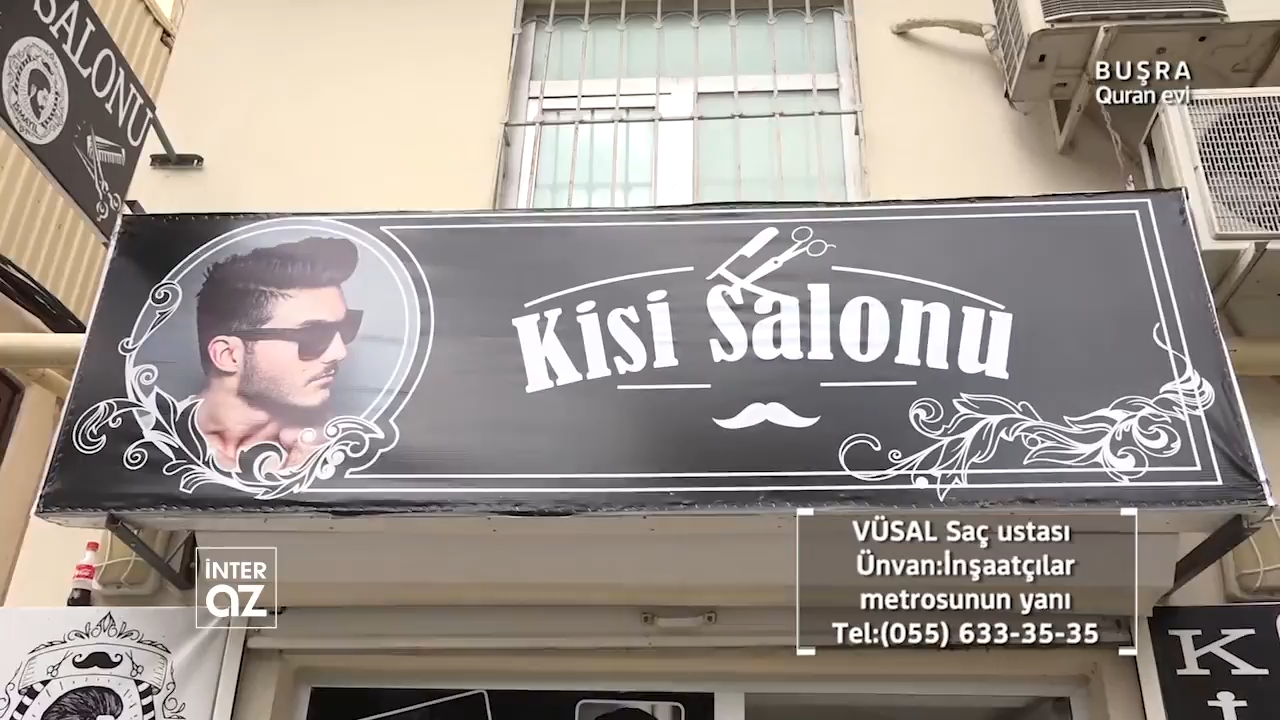 SALONU
BUŞRA
Quran evi
Kisi Salonu
VÜSAL Saç ustası
Ünvan:İnşaatçılar
metrosunun yanı
Tel:(055) 633-35-35
İNTER
az
K